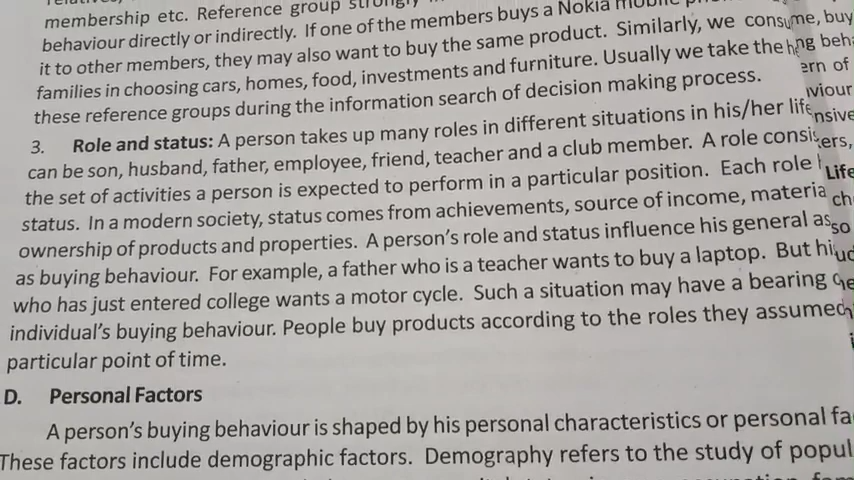 membership etc. Reference group strongly
behaviour directly or indirectly. If one of the members buys a Nokia mobile
it to other members, they may also want to buy the same product. Similarly, we consume, buy
families in choosing cars, homes, food, investments and furniture. Usually we take the
these reference groups during the information search of decision making process.
3. Role and status: A person takes up many roles in different situations in his/her life
can be son, husband, father, employee, friend, teacher and a club member. A role
the set of activities a person is expected to perform in a particular position. Each role
status. In a modern society, status comes from achievements, source of income,
ownership of products and properties. A person's role and status influence his general as
as buying behaviour. For example, a father who is a teacher wants to buy a laptop. But
who has just entered college wants a motor cycle. Such a situation may have a bearing
individual's buying behaviour. People buy products according to the roles they assumed
particular point of time.
D. Personal Factors
A person's buying behaviour is shaped by his personal characteristics or personal
These factors include demographic factors. Demography refers to the study of
ern of
Life
so